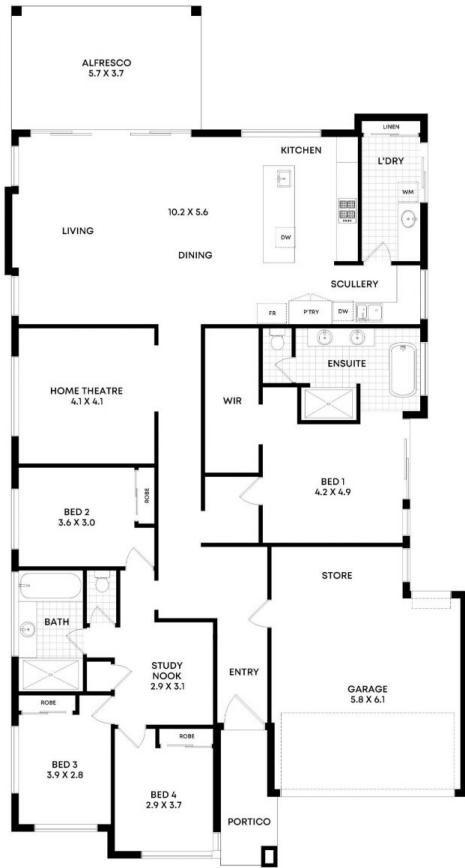 ALFRESCO
5.7 X 3.7
LINEN
KITCHEN
L'DRY
WM
10.2 X 5.6
LIVING
DW
DINING
SCULLERY
FR
P'TRY
DW
ENSUITE
HOME THEATRE
4.1 X 4.1
WIR
BED 1
4.2 X 4.9
BED 2
3.6 X 3.0
ROBE
STORE
BATH
STUDY
NOOK
2.9 X 3.1
ENTRY
GARAGE
5.8 X 6.1
ROBE
BED 3
3.9 X 2.8
ROBE
BED 4
2.9 X 3.7
PORTICO